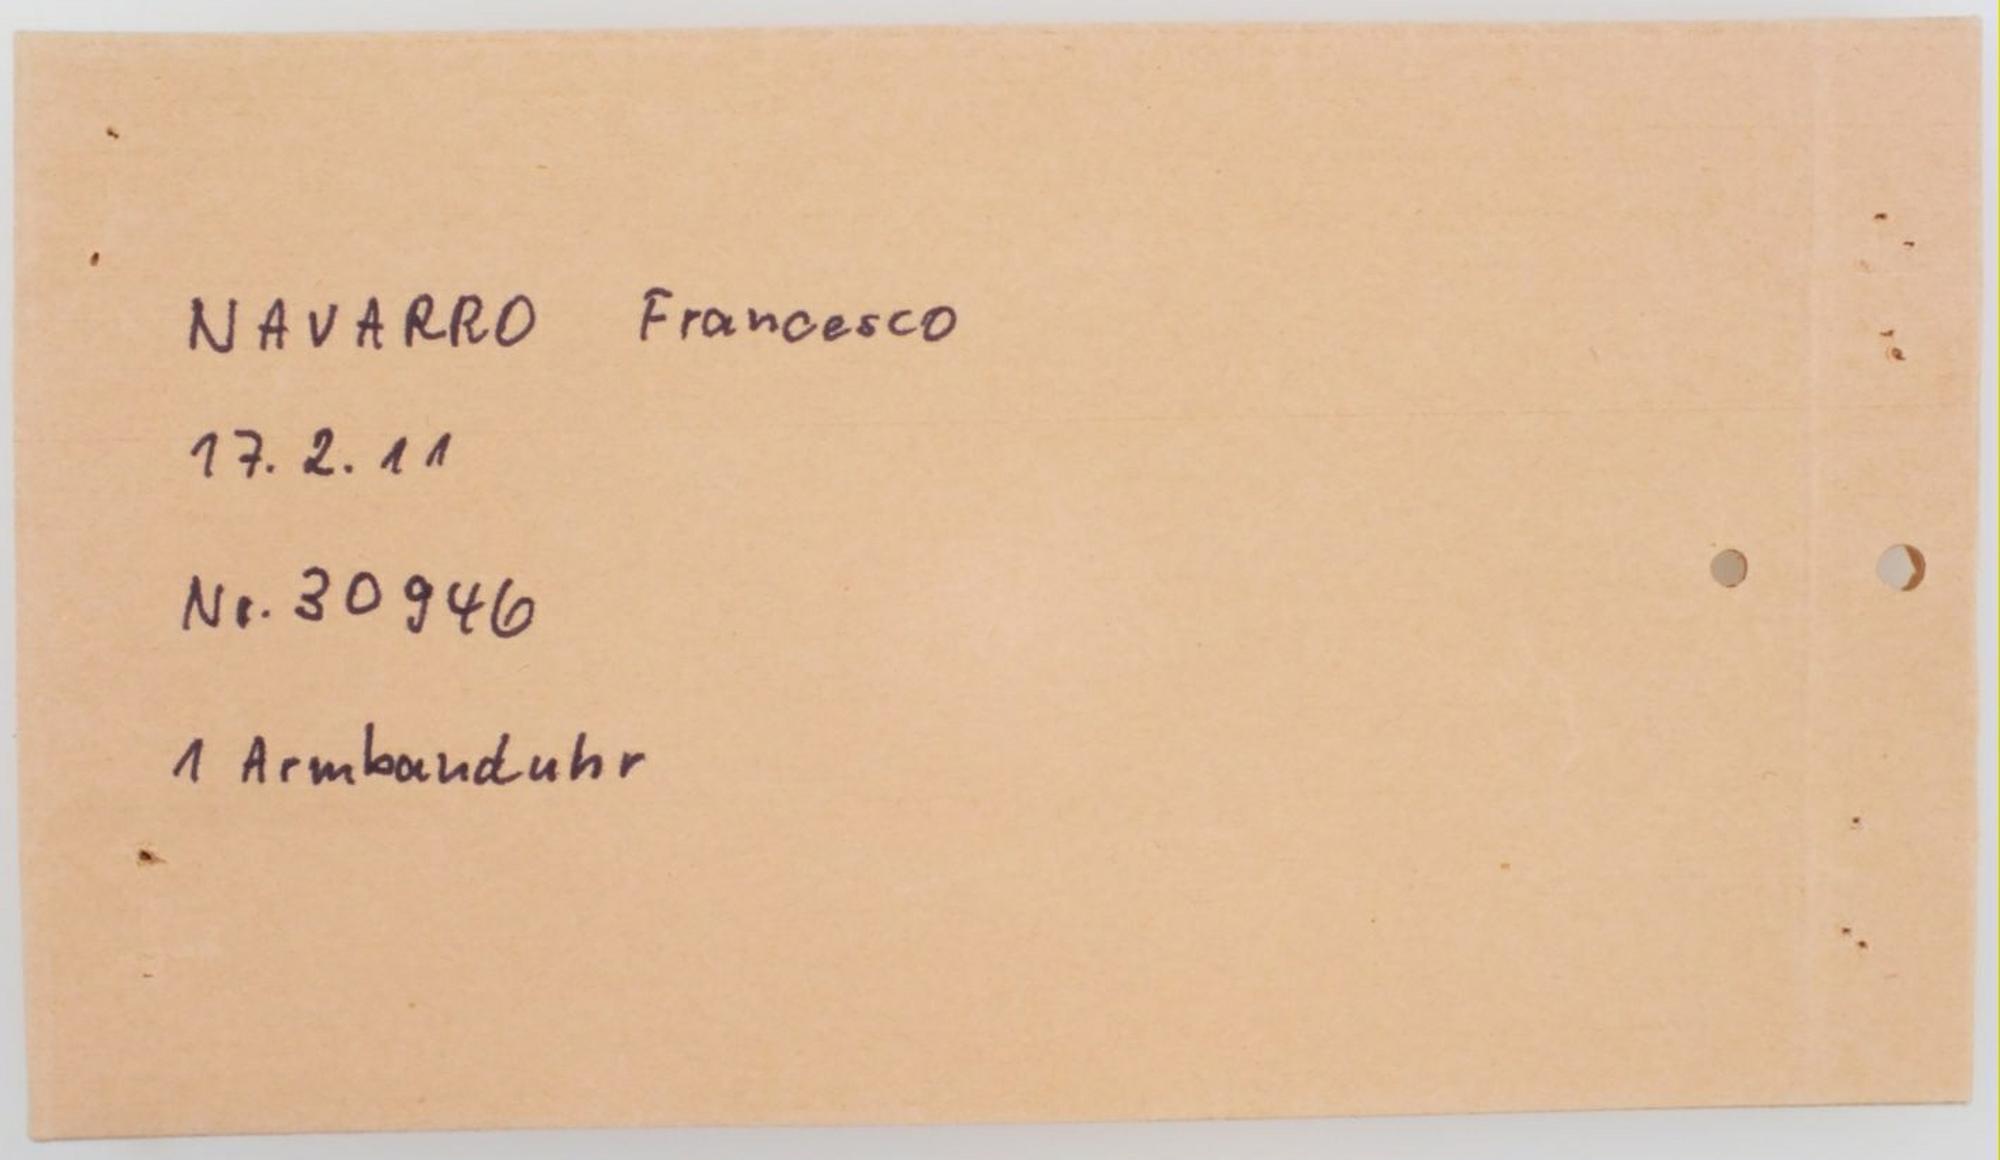 NAVARRO Francesco
17. 2. 11
Nr. 30946
1 Armbanduhr